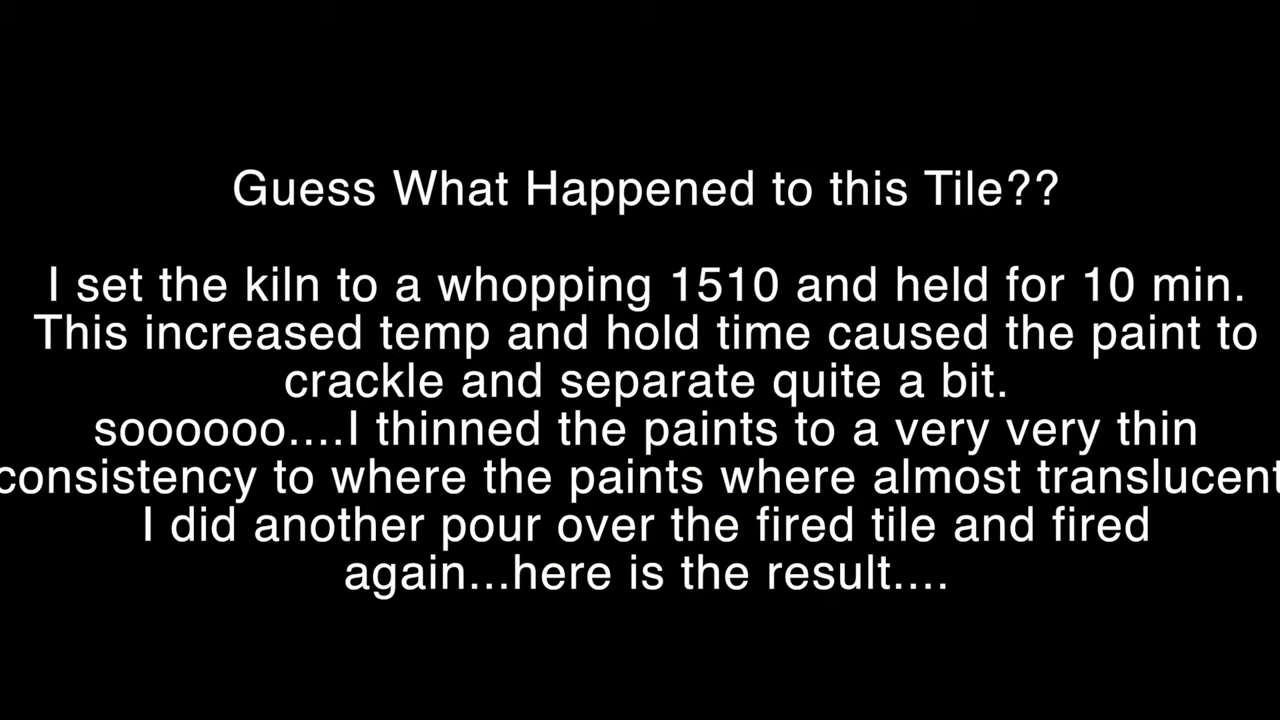 Guess What Happened to this Tile??
I set the kiln to a whopping 1510 and held for 10 min.
This increased temp and hold time caused the paint to
crackle and separate quite a bit.
soooooo....I thinned the paints to a very very thin
consistency to where the paints where almost translucent
I did another pour over the fired tile and fired
again...here is the result....